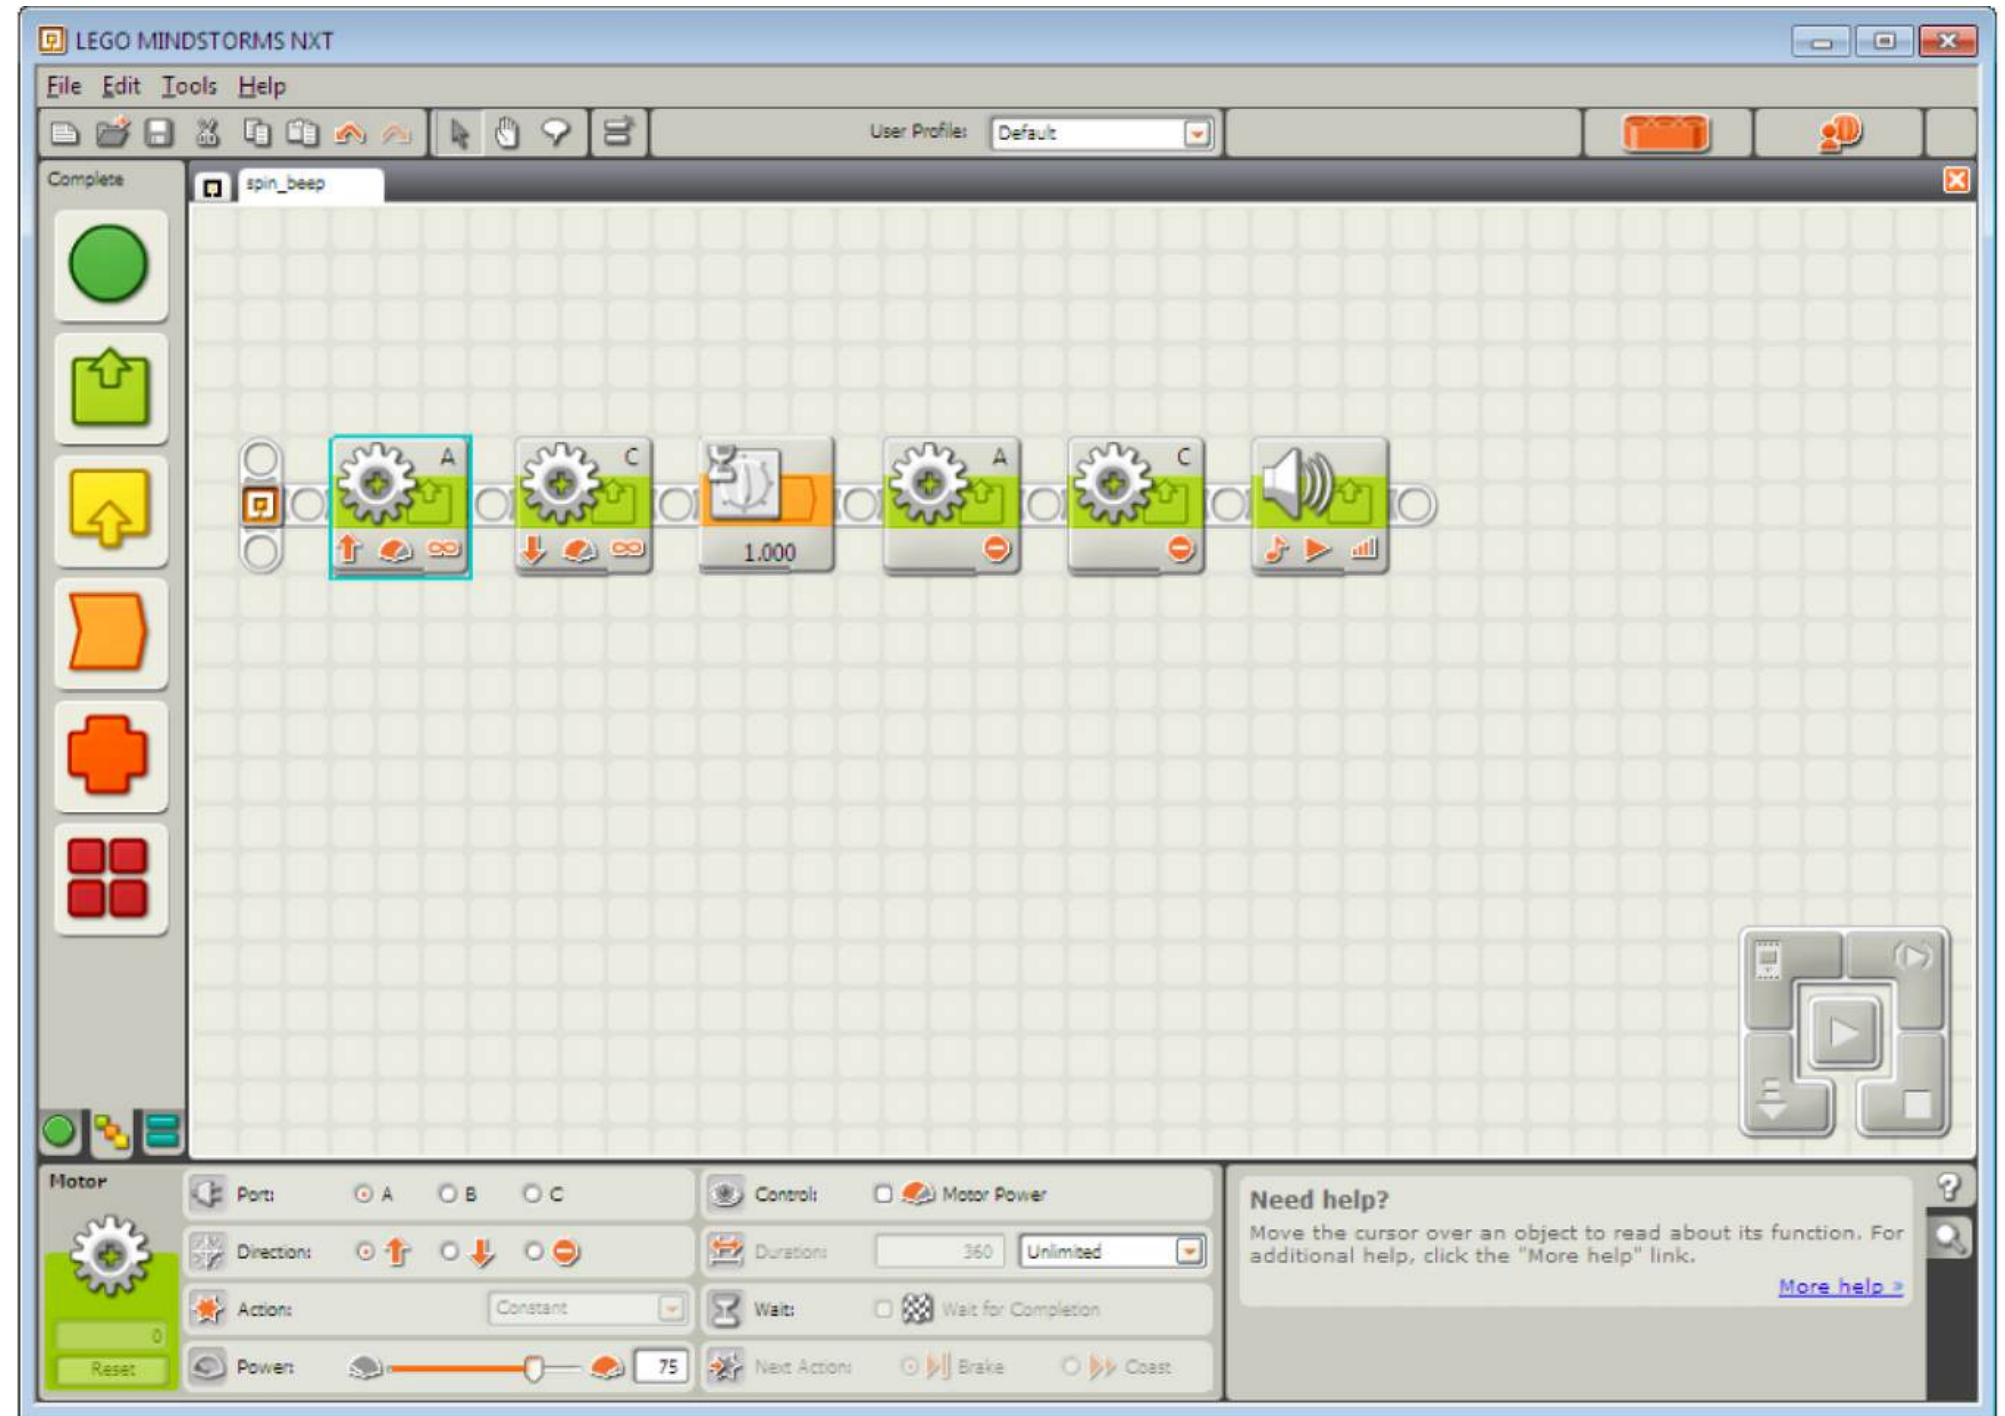 LEGO MINDSTORMS NXT
File Edit Tools Help
User Profile: Default
Complete
spin_beep
A
C
A
C
1.000
Motor
0
Reset
Port: A B C
Direction:
Action: Constant
Power: 75
Control: Motor Power
Duration: 360 Unlimited
Wait: Wait for Completion
Next Action: Brake Coast
Need help?
Move the cursor over an object to read about its function. For
additional help, click the "More help" link.
More help »
?